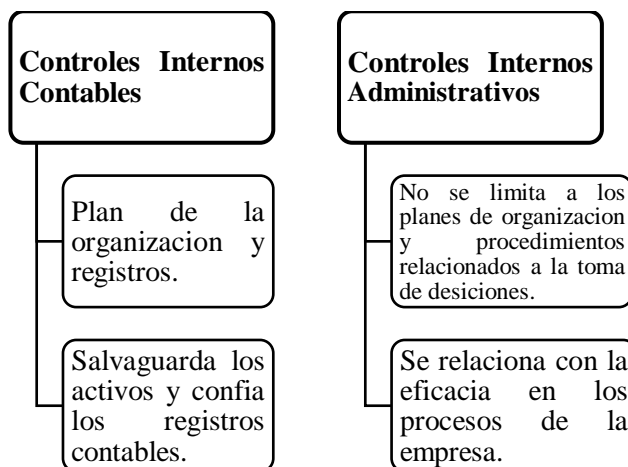 Controles Internos
Contables
Plan de la
organizacion y
registros.
Salvaguarda los
activos y confia
los registros
contables.
Controles Internos
Administrativos
No se limita a los
planes de organizacion
y procedimientos
relacionados a la toma
de desiciones.
Se relaciona con la
eficacia en los
procesos de la
empresa.